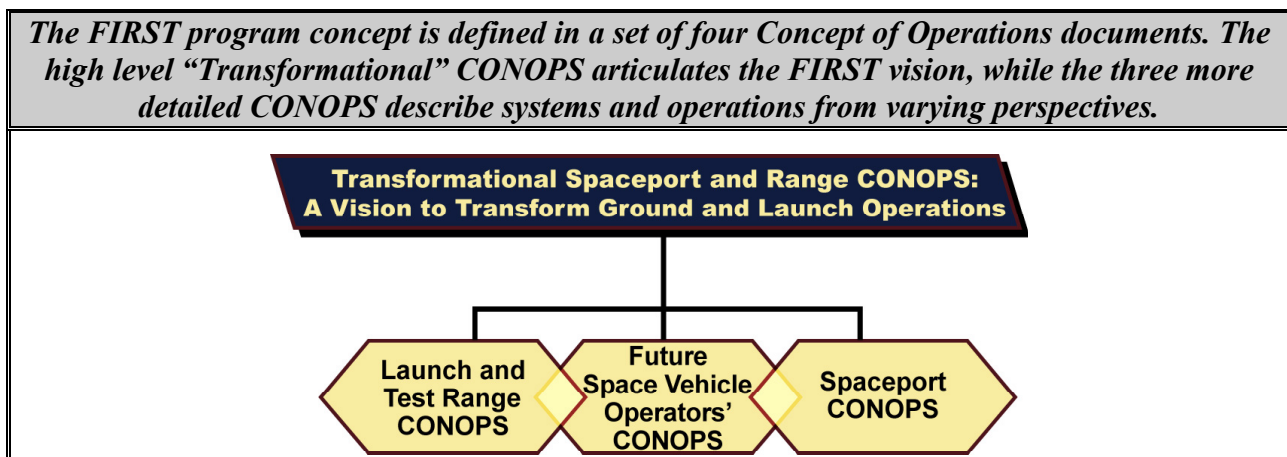 The FIRST program concept is defined in a set of four Concept of Operations documents. The
high level “Transformational” CONOPS articulates the FIRST vision, while the three more
detailed CONOPS describe systems and operations from varying perspectives.
Transformational Spaceport and Range CONOPS:
A Vision to Transform Ground and Launch Operations
Launch and
Test Range
CONOPS
Future
Space Vehicle
Operators’
CONOPS
Spaceport
CONOPS